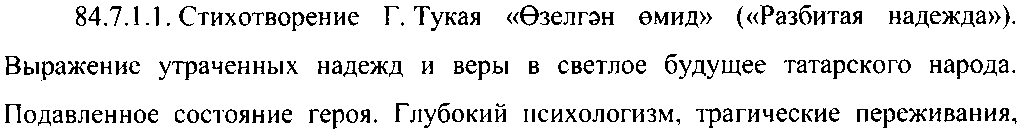 84.7.1.1. Стихотворение Г. Тукая «Өзелгән өмид» («Разбитая надежда»).
Выражение утраченных надежд и веры в светлое будущее татарского народа.
Подавленное состояние героя. Глубокий психологизм, трагические переживания,